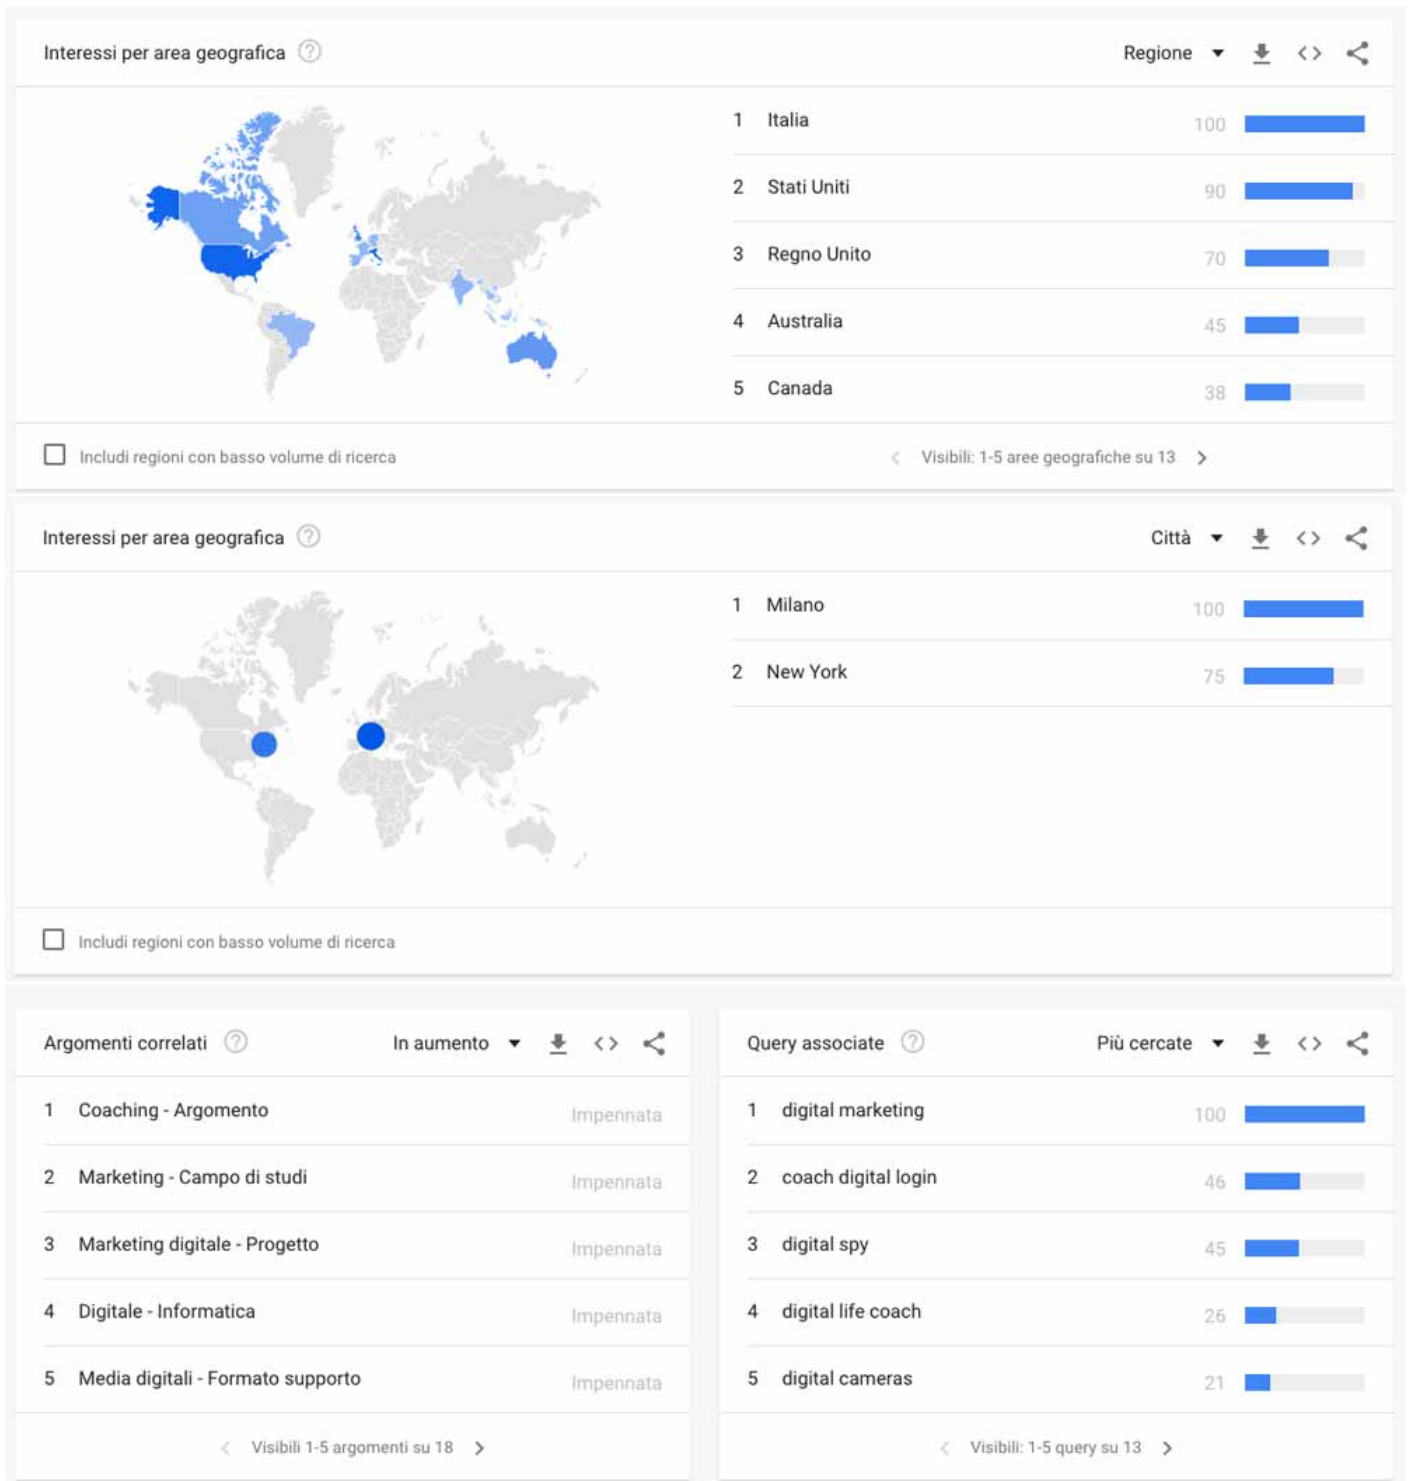 Interessi per area geografica ?
Regione
1 Italia 100
2 Stati Uniti 90
3 Regno Unito 70
4 Australia 45
5 Canada 38
Includi regioni con basso volume di ricerca
Visibili: 1-5 aree geografiche su 13
Interessi per area geografica ?
Città
1 Milano 100
2 New York 75
Includi regioni con basso volume di ricerca
Argomenti correlati ?
In aumento
1 Coaching - Argomento Impennata
2 Marketing - Campo di studi Impennata
3 Marketing digitale - Progetto Impennata
4 Digitale - Informatica Impennata
5 Media digitali - Formato supporto Impennata
Visibili 1-5 argomenti su 18
Query associate ?
Più cercate
1 digital marketing 100
2 coach digital login 46
3 digital spy 45
4 digital life coach 26
5 digital cameras 21
Visibili: 1-5 query su 13